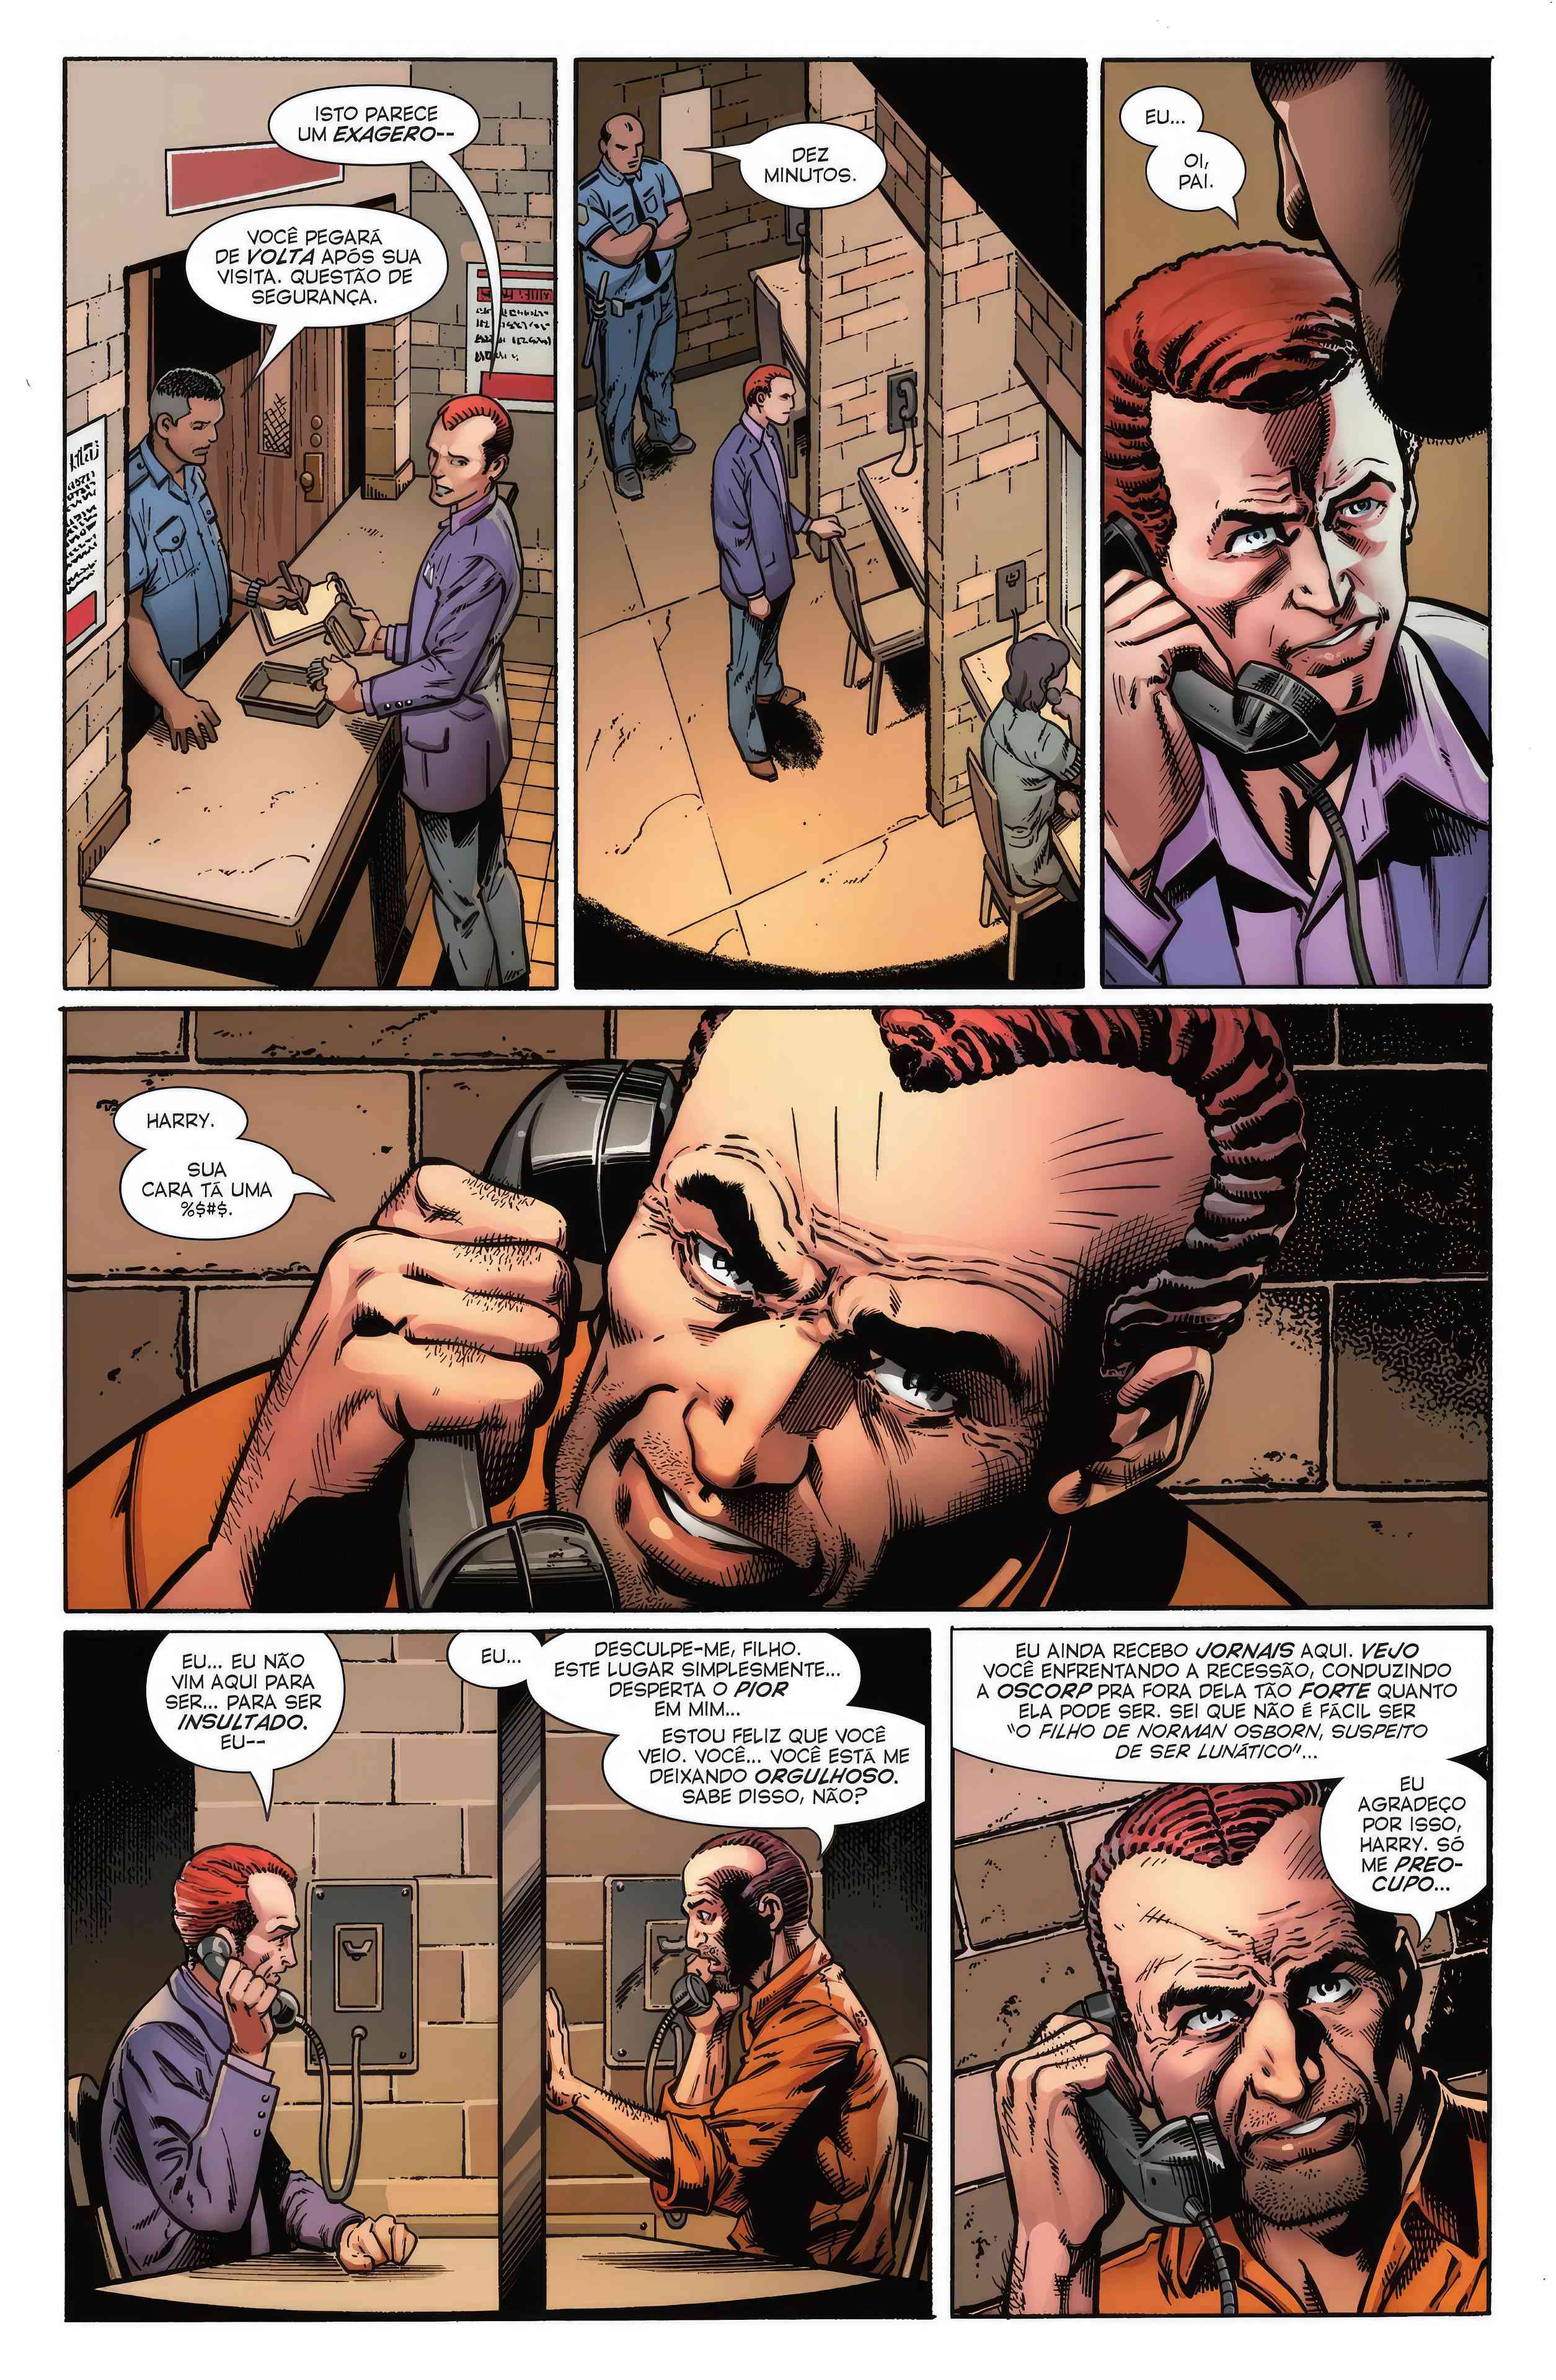 ISTO PARECE
UM EXAGERO--
VOCÊ PEGARÁ
DE VOLTA APÓS SUA
VISITA. QUESTÃO DE
SEGURANÇA.
DEZ
MINUTOS.
EU...
OI,
PAI.
HARRY.
SUA
CARA TÁ UMA
%$#$.
EU... EU NÃO
VIM AQUI PARA
SER... PARA SER
INSULTADO.
EU--
EU...
DESCULPE-ME, FILHO.
ESTE LUGAR SIMPLESMENTE...
DESPERTA O PIOR
EM MIM...
ESTOU FELIZ QUE VOCÊ
VEIO. VOCÊ... VOCÊ ESTÁ ME
DEIXANDO ORGULHOSO.
SABE DISSO, NÃO?
EU AINDA RECEBO JORNAIS AQUI. VEJO
VOCÊ ENFRENTANDO A RECESSÃO, CONDUZINDO
A OSCORP PRA FORA DELA TÃO FORTE QUANTO
ELA PODE SER. SEI QUE NÃO É FÁCIL SER
"O FILHO DE NORMAN OSBORN, SUSPEITO
DE SER LUNÁTICO"...
EU
AGRADEÇO
POR ISSO,
HARRY. SÓ
ME PREO-
CUPO...